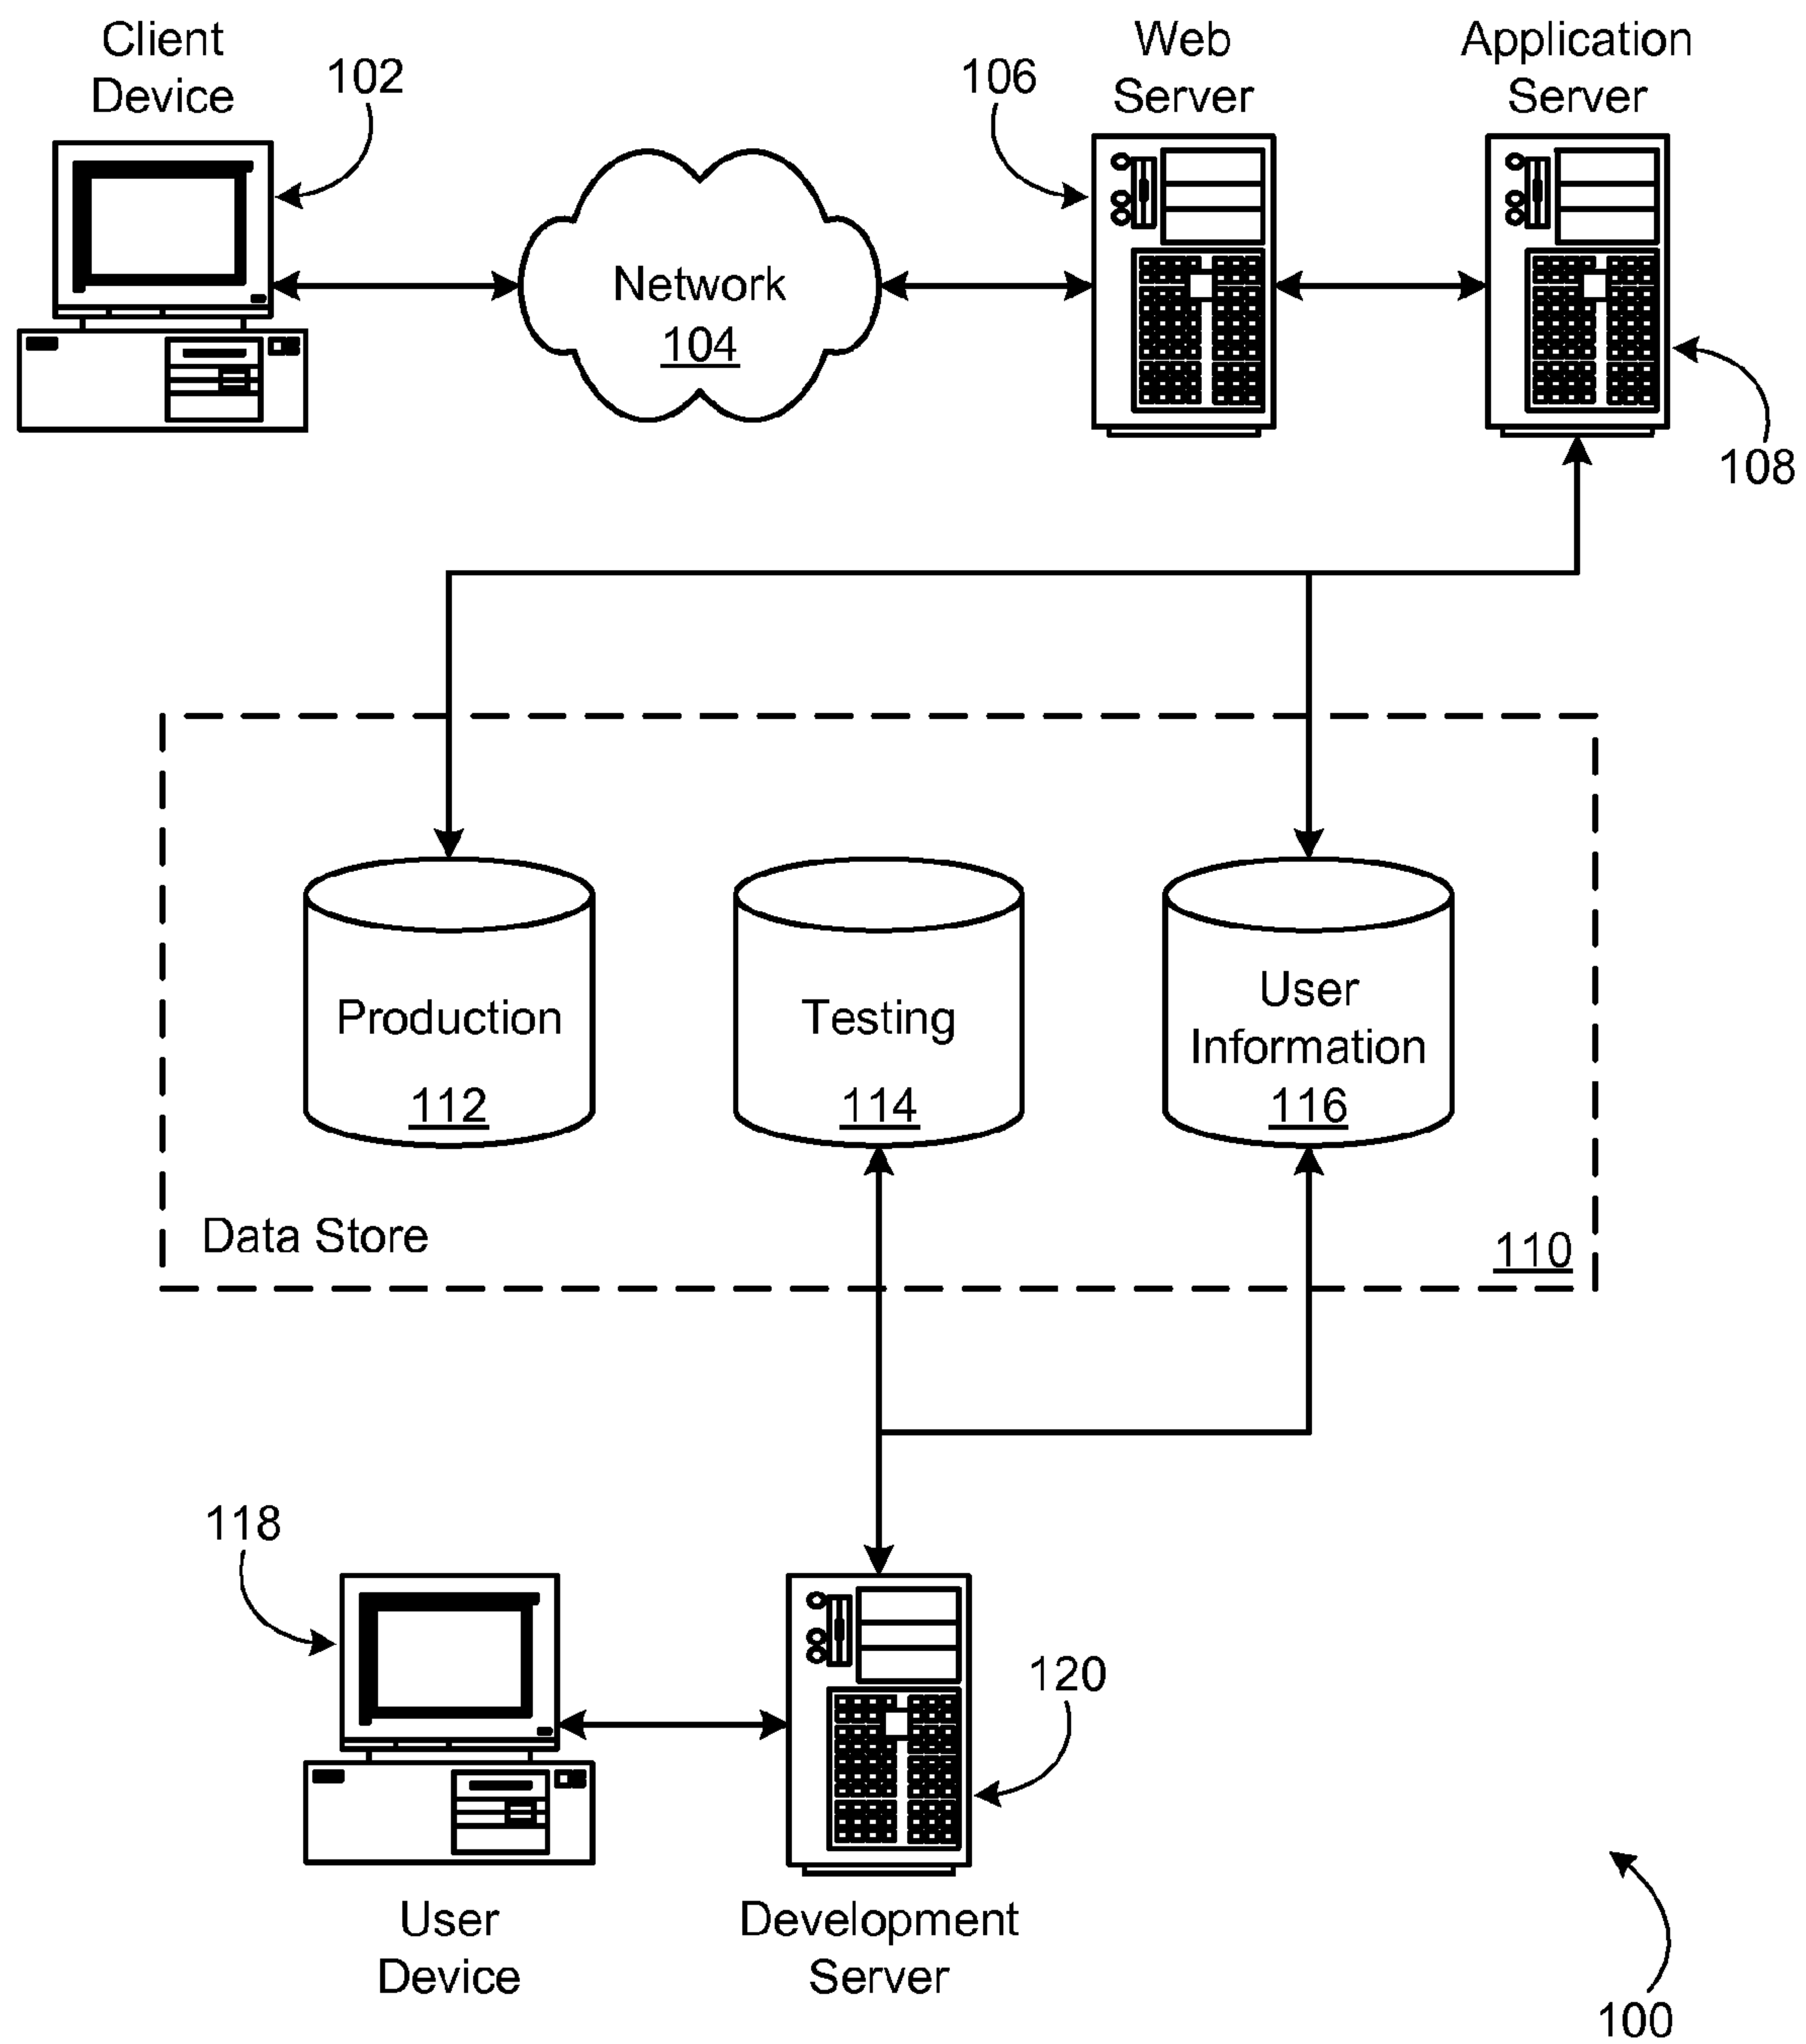 Client
Device
102
106
Web
Server
Application
Server
Network
104
108
Production
112
Testing
114
User
Information
116
Data Store
110
118
120
User
Device
Development
Server
100